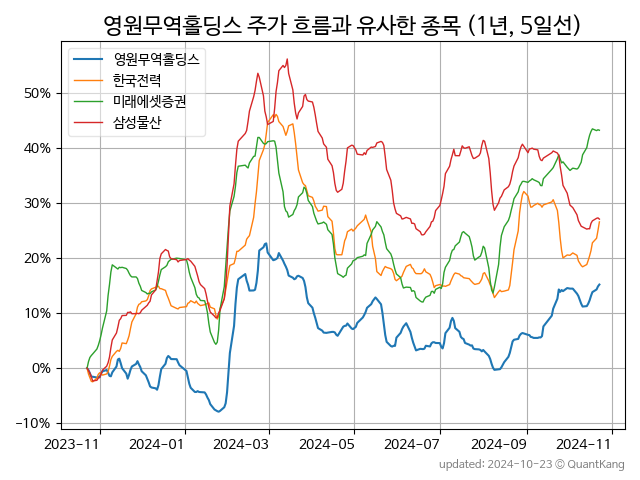 영원무역홀딩스 주가 흐름과 유사한 종목 (1년, 5일선)
영원무역홀딩스
한국전력
미래에셋증권
삼성물산
50%
40%
30%
20%
10%
0%
-10%
2023-11 2024-01 2024-03 2024-05 2024-07 2024-09 2024-11
updated: 2024-10-23 © QuantKang